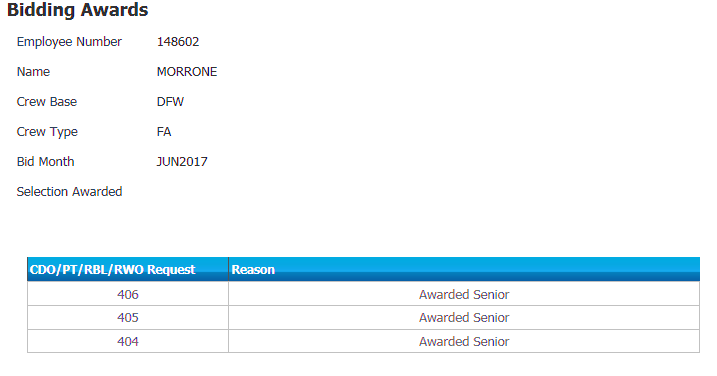 Bidding Awards
Employee Number 148602
Name MORRONE
Crew Base DFW
Crew Type FA
Bid Month JUN2017
Selection Awarded
CDO/PT/RBL/RWO Request Reason
406 Awarded Senior
405 Awarded Senior
404 Awarded Senior